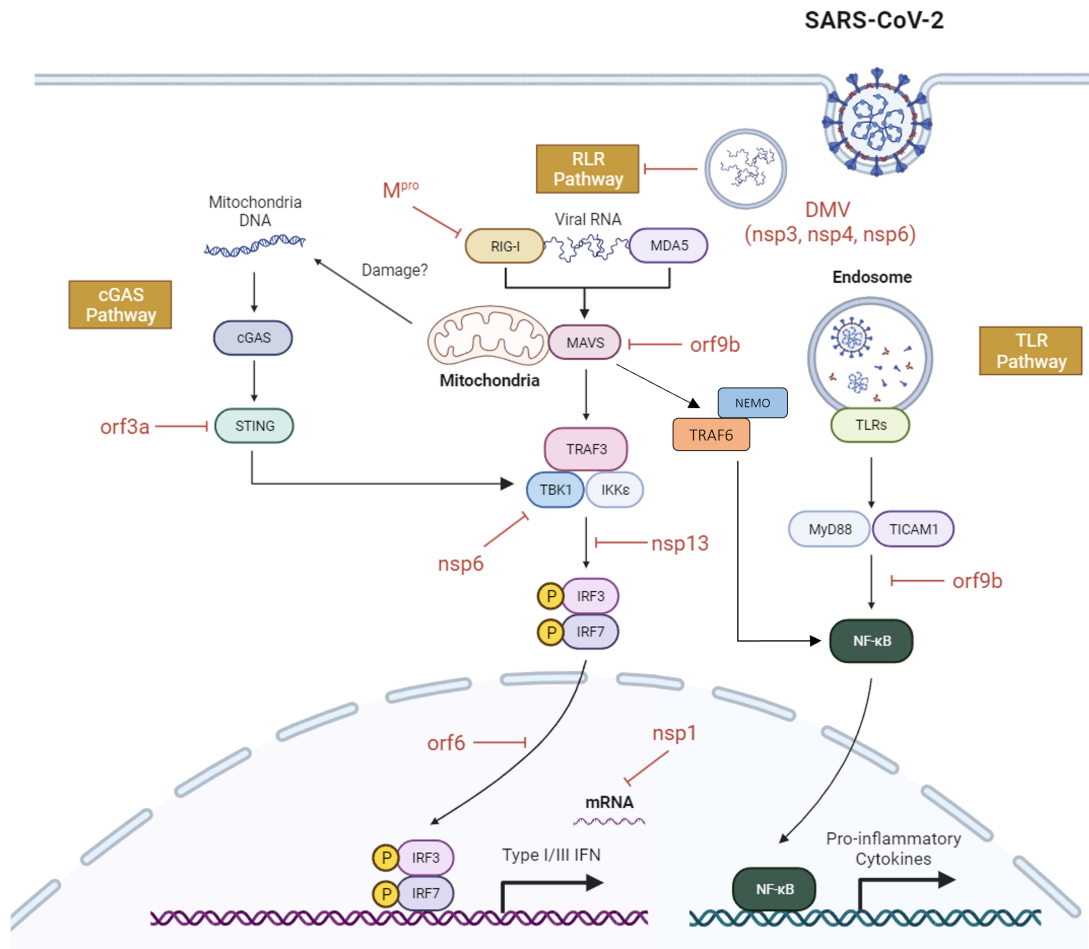 SARS-CoV-2
RLR
Pathway
M^pro
DMV
(nsp3, nsp4, nsp6)
Mitochondria
DNA
Viral RNA
RIG-I
MDA5
Damage?
Endosome
cGAS
Pathway
cGAS
MAVS
orf9b
TLR
Pathway
Mitochondria
NEMO
orf3a
STING
TRAF6
TLRs
TRAF3
TBK1
IKKε
MyD88
TICAM1
nsp6
nsp13
orf9b
P
IRF3
P
IRF7
NF-κB
orf6
nsp1
mRNA
P
IRF3
Type I/III IFN
Pro-inflammatory
Cytokines
P
IRF7
NF-κB